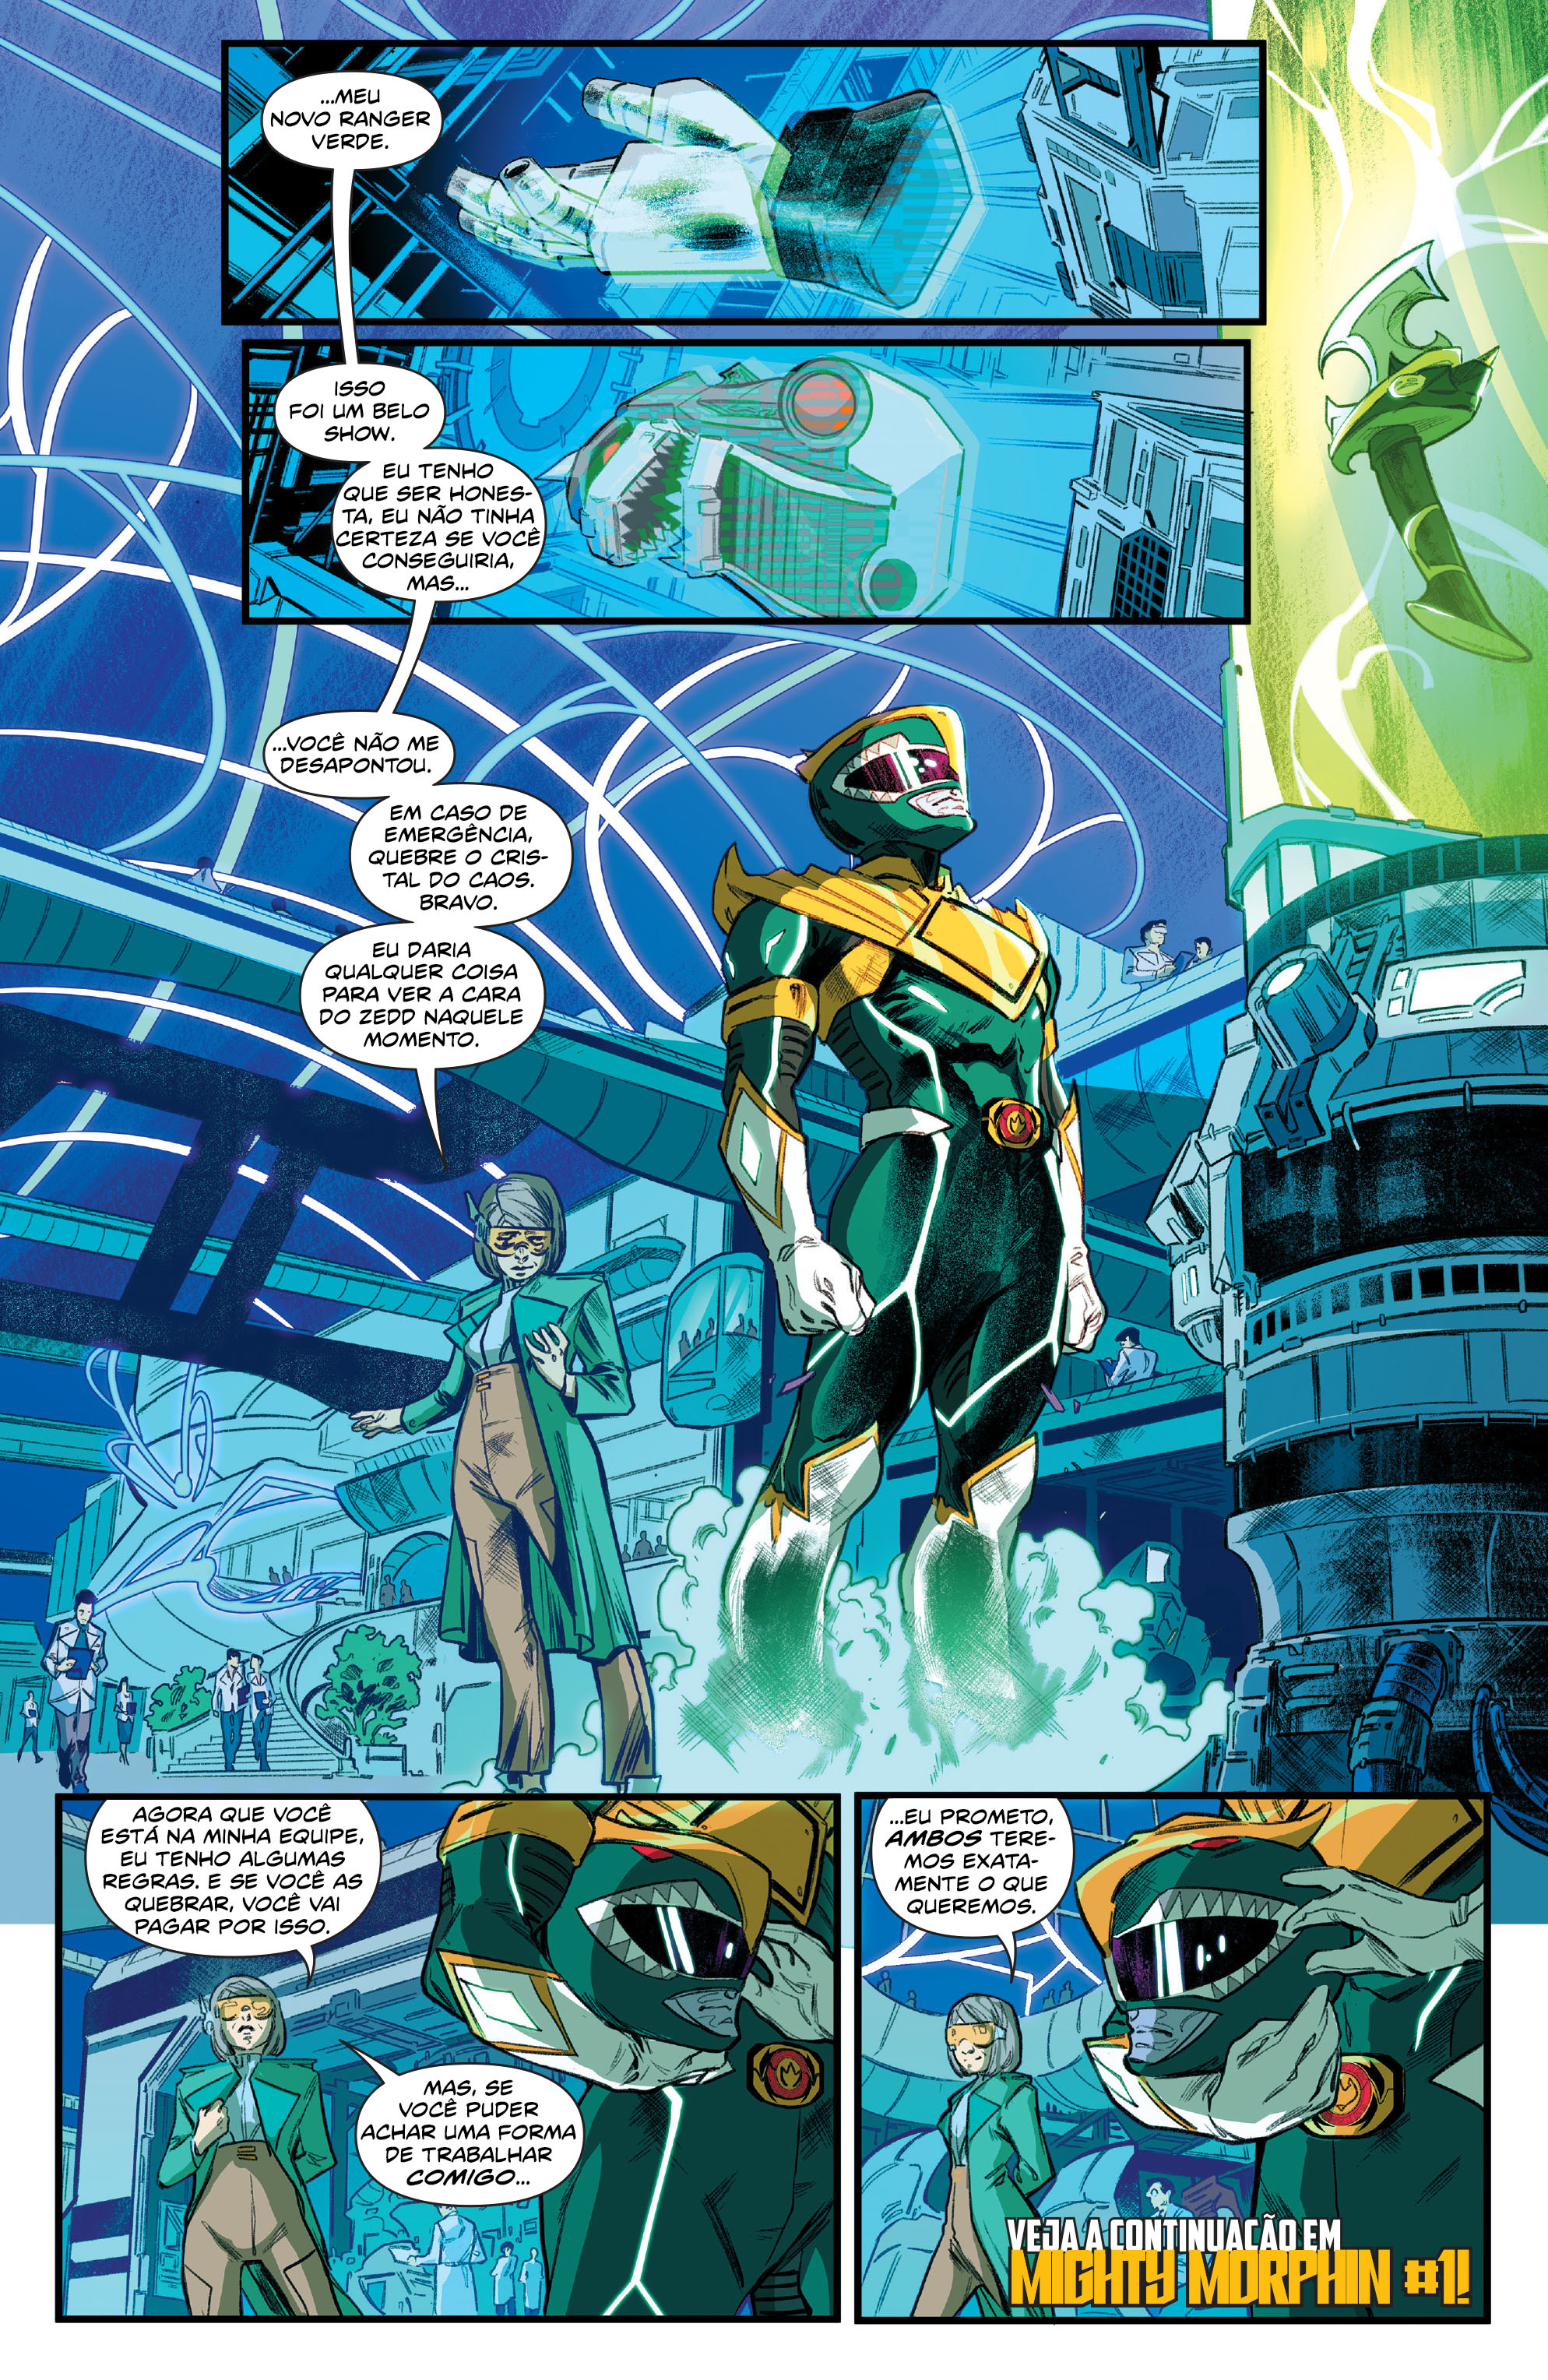 ...MEU
NOVO RANGER
VERDE.
ISSO
FOI UM BELO
SHOW.
EU TENHO
QUE SER HONES-
TA, EU NÃO TINHA
CERTEZA SE VOCÊ
CONSEGUIRIA,
MAS...
...VOCÊ NÃO ME
DESAPONTOU.
EM CASO DE
EMERGÊNCIA,
QUEBRE O CRIS-
TAL DO CAOS.
BRAVO.
EU DARIA
QUALQUER COISA
PARA VER A CARA
DO ZEDD NAQUELE
MOMENTO.
AGORA QUE VOCÊ
ESTÁ NA MINHA EQUIPE,
EU TENHO ALGUMAS
REGRAS. E SE VOCÊ AS
QUEBRAR, VOCÊ VAI
PAGAR POR ISSO.
MAS, SE
VOCÊ PUDER
ACHAR UMA FORMA
DE TRABALHAR
COMIGO...
...EU PROMETO,
AMBOS TERE-
MOS EXATA-
MENTE O QUE
QUEREMOS.
VEJA A CONTINUAÇÃO EM
MIGHTY MORPHIN #1!